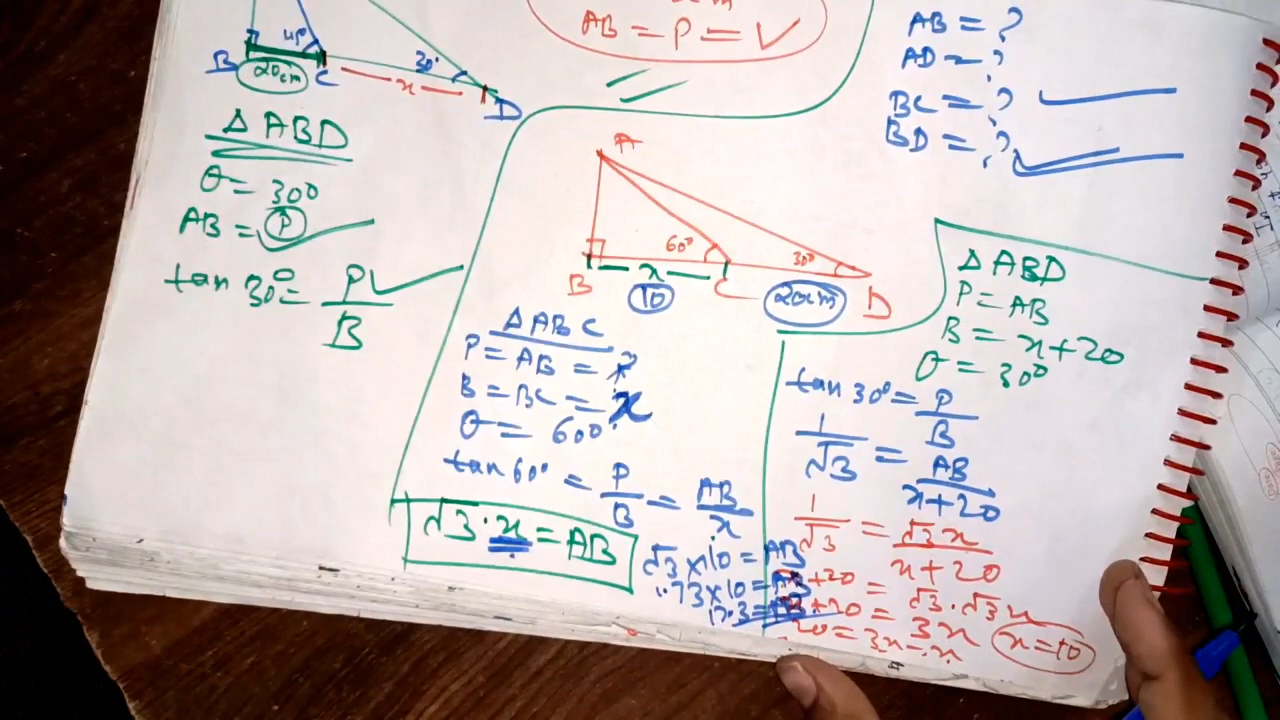 AB = P = √
AB = ?
AD = ?
BC = ?
BD = ?
B
20cm
C
x
30°
D
Δ ABD
θ = 30°
AB = P
tan 30° = P/B
A
60°
30°
B
x
C
D
10
20cm
Δ ABC
P = AB = ?
B = BC = x
θ = 60°
tan 60° = P/B = AB/x
√3 · x = AB
√3 × 10 = AB
1.73 × 10 = AB
17.3 = AB
Δ ABD
P = AB
B = x + 20
θ = 30°
tan 30° = P/B
1/√3 = AB/x+20
1/√3 = √3x/x+20
x + 20 = √3 · √3 x
x + 20 = 3x
20 = 3x - x
x = 10